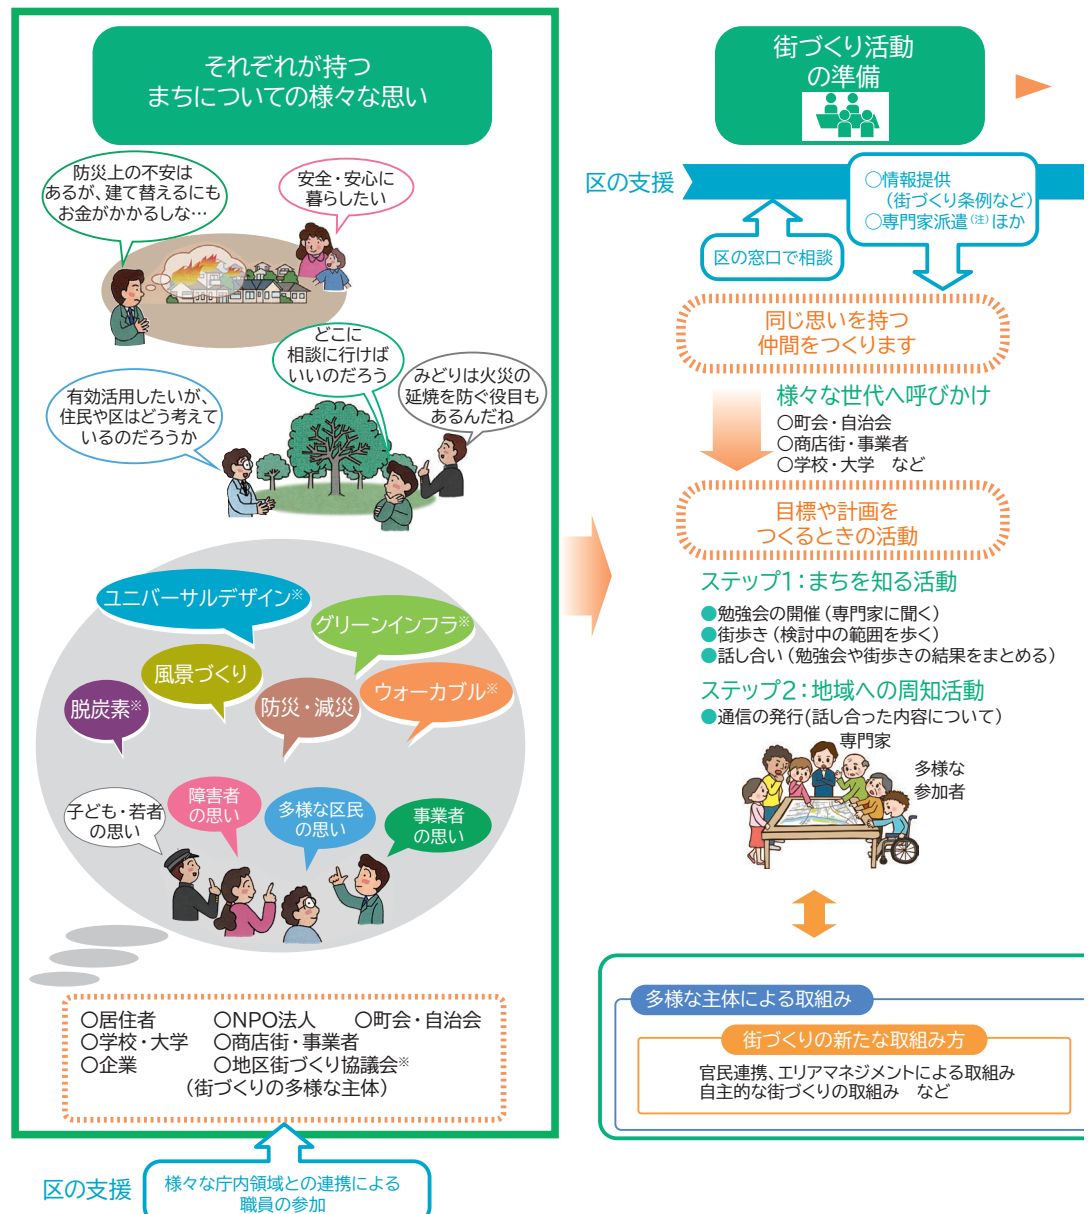 それぞれが持つ
まちについての様々な思い
防災上の不安は
あるが、建て替えるにも
お金がかかるしな…
安全・安心に
暮らしたい
どこに
相談に行けば
いいのだろう
みどりは火災の
延焼を防ぐ役目も
あるんだね
有効活用したいが、
住民や区はどう考えて
いるのだろうか
ユニバーサルデザイン※
グリーンインフラ※
風景づくり
脱炭素※
防災・減災
ウォーカブル※
子ども・若者
の思い
障害者
の思い
多様な区民
の思い
事業者
の思い
○居住者 ○NPO法人 ○町会・自治会
○学校・大学 ○商店街・事業者
○企業 ○地区街づくり協議会※
（街づくりの多様な主体）
区の支援
様々な庁内領域との連携による
職員の参加
街づくり活動
の準備
区の支援
○情報提供
（街づくり条例など）
○専門家派遣(注)ほか
区の窓口で相談
同じ思いを持つ
仲間をつくります
様々な世代へ呼びかけ
○町会・自治会
○商店街・事業者
○学校・大学 など
目標や計画を
つくるときの活動
ステップ1：まちを知る活動
●勉強会の開催（専門家に聞く）
●街歩き（検討中の範囲を歩く）
●話し合い（勉強会や街歩きの結果をまとめる）
ステップ2：地域への周知活動
●通信の発行(話し合った内容について）
専門家
多様な
参加者
多様な主体による取組み
街づくりの新たな取組み方
官民連携、エリアマネジメントによる取組み
自主的な街づくりの取組み など